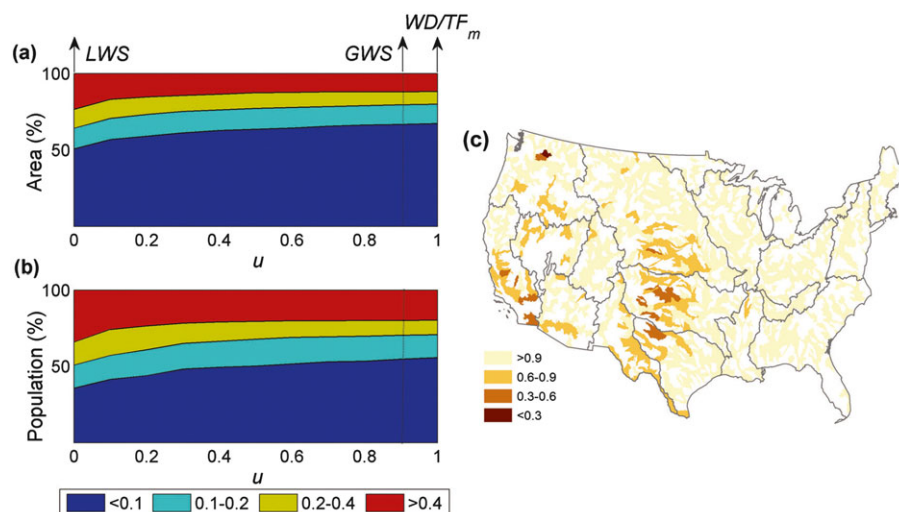 WD/TFm
(a)
LWS
GWS
100
50
Area (%)
0 0.2 0.4 0.6 0.8 1
u
(b)
100
50
Population (%)
0 0.2 0.4 0.6 0.8 1
u
<0.1 0.1-0.2 0.2-0.4 >0.4
(c)
>0.9
0.6-0.9
0.3-0.6
<0.3